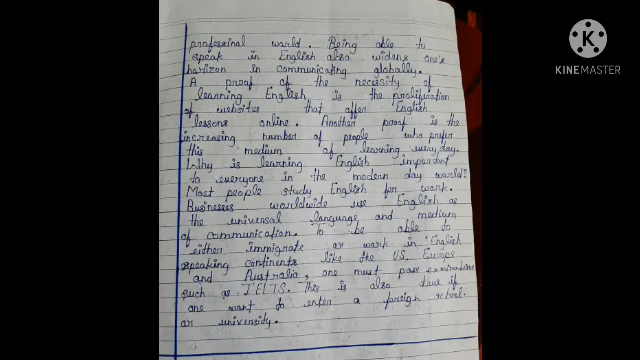 professinal world. Being able to
speak in English also widens one's
horizon in communicating globally.
A proof of the necessity of
learning English is the proliferation
of websites that offer English
lessons online. Another proof is the
increasing number of people who prefer
this medium of learning every day.
Why is learning English important
to everyone in the modern day world?
Most people study English for work.
Businesses worldwide use English as
the universal language and medium
of communication. To be able to
either immigrate or work in English
speaking continents like the US, Europe
and Australia, one must pass examinations
such as IELTS. This is also true if
one want to enter a foreign school
or university.
KINEMASTER